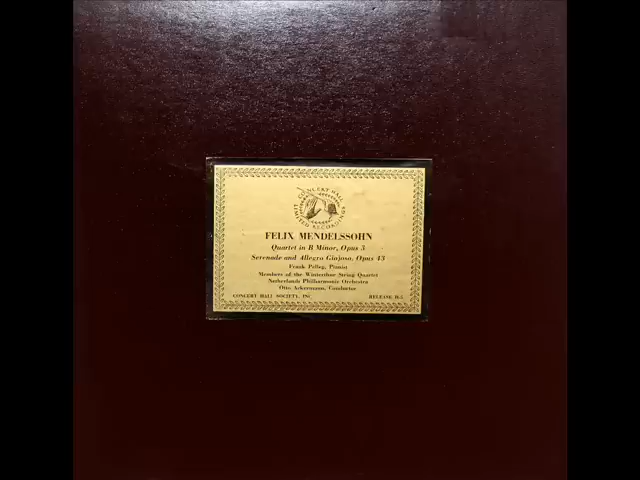 CONCERT HALL
LIMITED RECORDINGS
FELIX MENDELSSOHN
Quartet in B Minor, Opus 3
Serenade and Allegro Giojoso, Opus 43
Frank Pelleg, Pianist
Members of the Winterthur String Quartet
Netherlands Philharmonic Orchestra
Otto Ackermann, Conductor
CONCERT HALL SOCIETY, INC. RELEASE H-5